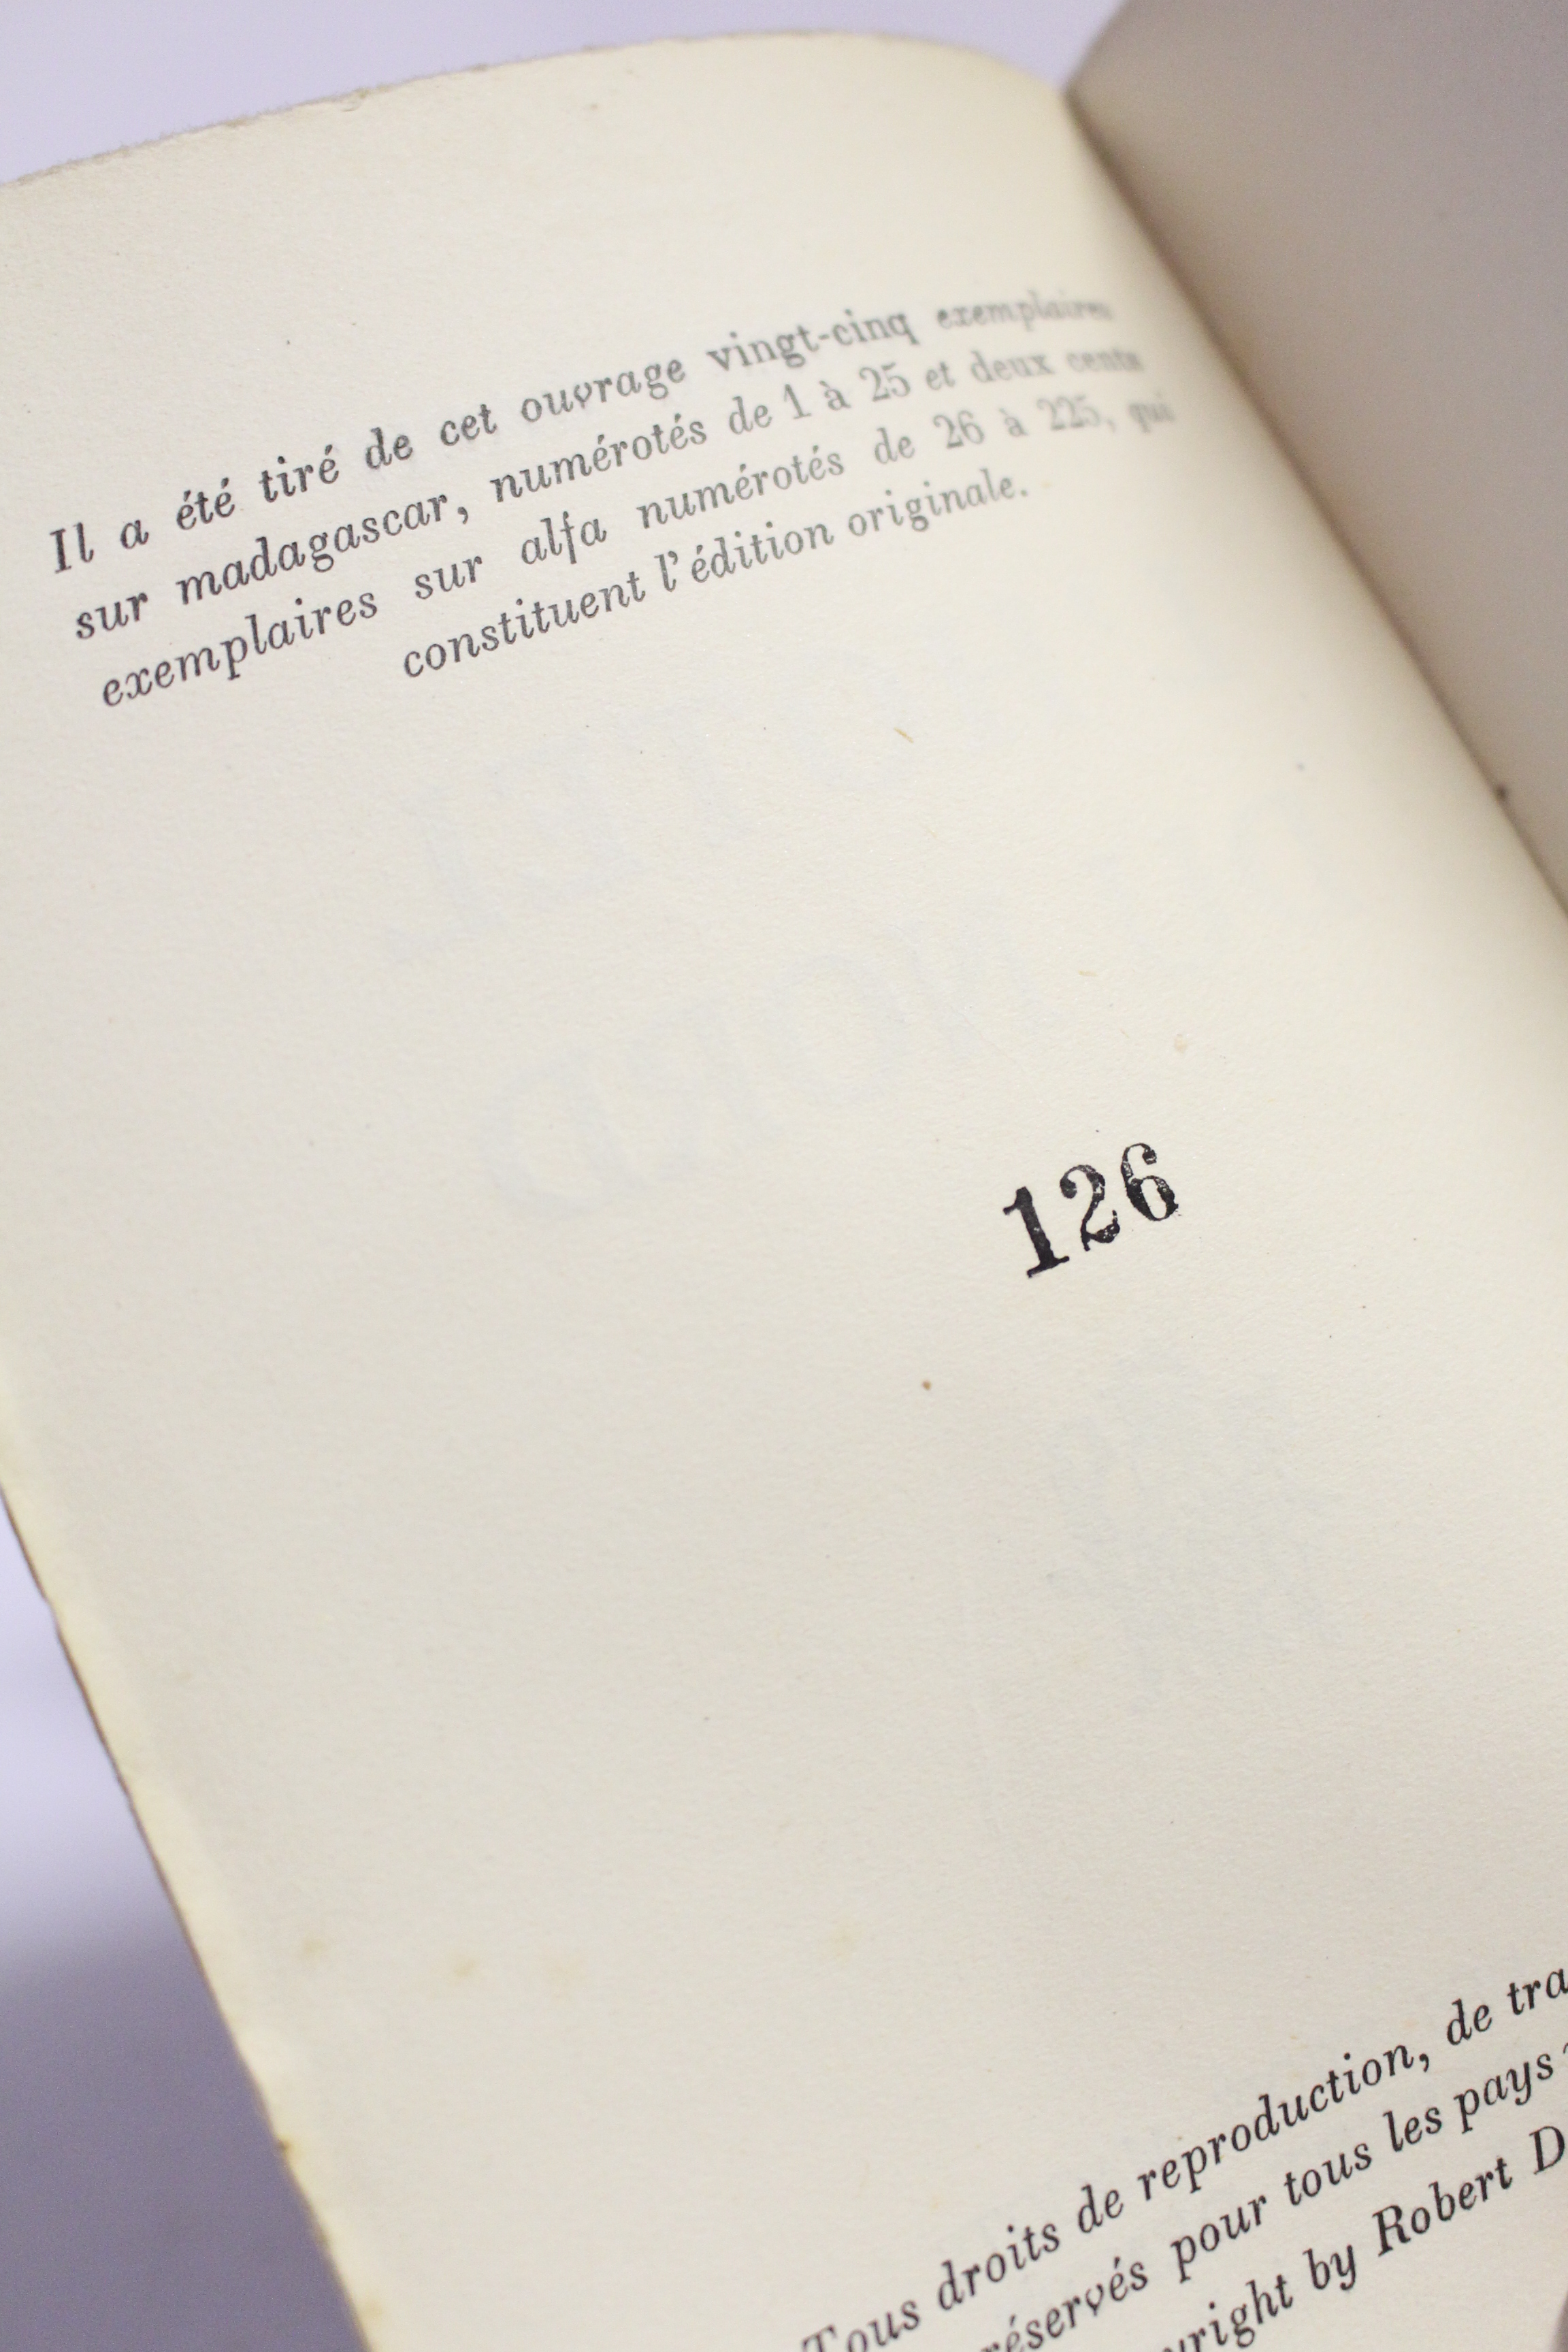 Il a été tiré de cet ouvrage vingt-cinq exemplaires
sur madagascar, numérotés de 1 à 25 et deux cents
exemplaires sur alfa numérotés de 26 à 225, qui
constituent l'édition originale.
126
Tous droits de reproduction, de tra
réservés pour tous les pays
yright by Robert D